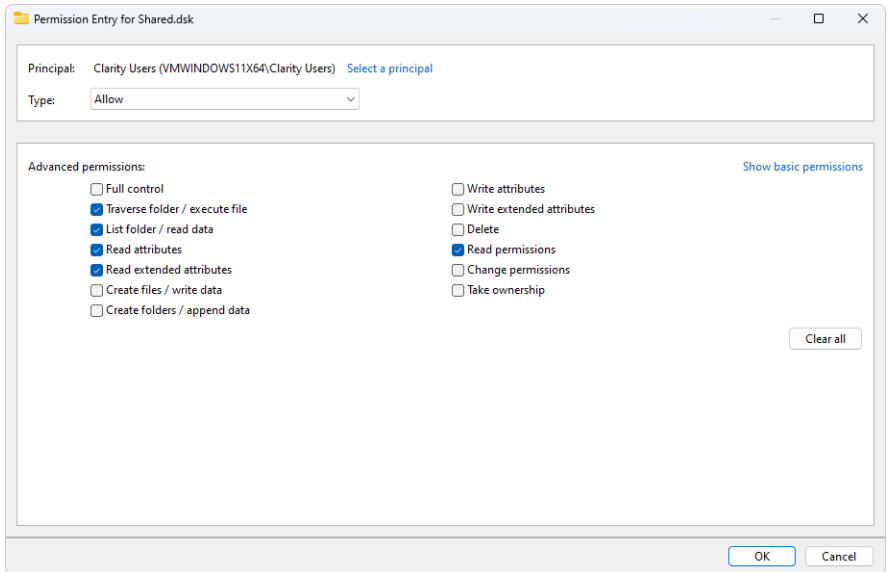 Permission Entry for Shared.dsk
Principal: Clarity Users (VMWINDOWS11X64\Clarity Users) Select a principal
Type: Allow
Advanced permissions: Show basic permissions
Full control
Traverse folder / execute file
List folder / read data
Read attributes
Read extended attributes
Create files / write data
Create folders / append data
Write attributes
Write extended attributes
Delete
Read permissions
Change permissions
Take ownership
Clear all
OK Cancel